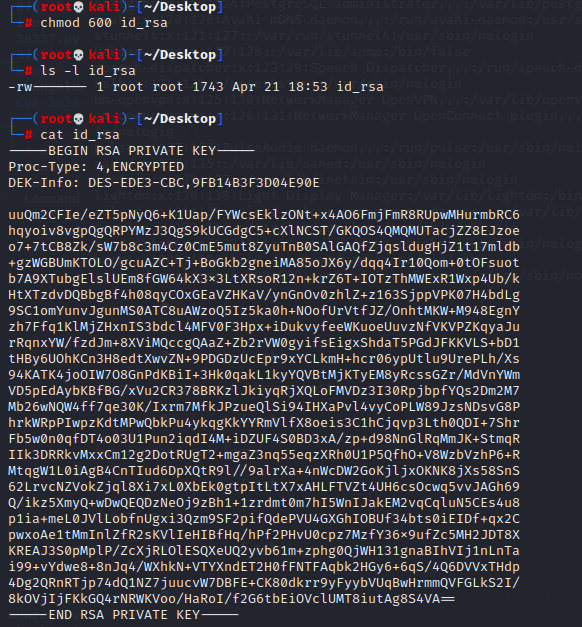 ┌──(root💀kali)-[~/Desktop]
└─# chmod 600 id_rsa
┌──(root💀kali)-[~/Desktop]
└─# ls -l id_rsa
-rw------- 1 root root 1743 Apr 21 18:53 id_rsa
┌──(root💀kali)-[~/Desktop]
└─# cat id_rsa
-----BEGIN RSA PRIVATE KEY-----
Proc-Type: 4,ENCRYPTED
DEK-Info: DES-EDE3-CBC,9FB14B3F3D04E90E
uuQm2CFIe/eZT5pNyQ6+K1Uap/FYWcsEklzONt+x4AO6FmjFmR8RUpwMHurmbRC6
hqyoiv8vgpQgQRPYMzJ3QgS9kUCGdgC5+cXlNCST/GKQOS4QMQMUTacjZZ8EJzoe
o7+7tCB8Zk/sW7b8c3m4Cz0CmE5mut8ZyuTnB0SAlGAQfZjqsldugHjZ1t17mldb
+gzWGBUmKTOLO/gcuAZC+Tj+BoGkb2gneiMA85oJX6y/dqq4Ir10Qom+0tOFsuot
b7A9XTubgElslUEm8fGW64kX3x3LtXRsoR12n+krZ6T+IOTzThMWExR1Wxp4Ub/k
HtXTzdvDQBbgBf4h08qyCOxGEaVZHKaV/ynGnOv0zhlZ+z163SjppVPK07H4bdLg
9SC1omYunvJgunMS0ATC8uAWzoQ5Iz5ka0h+NOofUrVtfJZ/OnhtMKW+M948EgnY
zh7Ffq1KlMjZHxnIS3bdcl4MFV0F3Hpx+iDukvyfeeWKuoeUuvzNfVKVPZKqyaJu
rRqnxYW/fzdJm+8XViMQccgQAaZ+Zb2rVW0gyifsEigxShdaT5PGdJFKKVLS+bD1
tHBy6UOhKCn3H8edtXwvZN+9PDGDzUcEpr9xYCLkmH+hcr06ypUtlu9UrePLh/Xs
94KATK4joOIW7O8GnPdKBiI+3Hk0qakL1kyYQVBtMjKTyEM8yRcssGZr/MdVnYWm
VD5pEdAybKBfBG/xVu2CR378BRKzlJkiyqRjXQLoFMVDz3I30RpjbpfYQs2Dm2M7
Mb26wNQW4ff7qe30K/Ixrm7MfkJPzueQlSi94IHXaPvl4vyCoPLW89JzsNDsvG8P
hrkWRpPIwpzKdtMPwQbkPu4ykqgKkYYRmVlfX8oeis3C1hCjqvp3Lth0QDI+7Shr
Fb5w0n0qfDT4o03U1Pun2iqdI4M+iDZUF4S0BD3xA/zp+d98NnGlRqMmJK+StmqR
IIk3DRRkvMxxCm12g2DotRUgT2+mgaZ3nq55eqzXRh0U1P5QfhO+V8WzbVzhP6+R
MtqgW1L0iAgB4CnTIud6DpXQtR9l//9alrXa+4nWcDW2GoKjljxOKNK8jXs58SnS
62LrvcNZVokZjql8Xi7xL0XbEk0gtpItLtX7xAHLFTVZt4UH6csOcwq5vvJAGh69
Q/ikz5XmyQ+wDwQEQDzNeOj9zBh1+1zrdmt0m7hI5WnIJakEM2vqCqluN5CEs4u8
p1ia+meL0JVlLobfnUgxi3Qzm9SF2pifQdePVU4GXGhIOBUf34bts0iEIDf+qx2C
pwxoAe1tMmInlZfR2sKVlIeHIBfHq/hPf2PHvU0cpz7MzfY36x9ufZc5MH2JDT8X
KREAJ3S0pMplP/ZcXjRLOlESQXeUQ2yvb61m+zphg0QjWH131gnaBIhVIj1nLnTa
i99+vYdwe8+8nJq4/WXhkN+VTYXndET2H0fFNTFAqbk2HGy6+6qS/4Q6DVVxTHdp
4Dg2QRnRTjp74dQ1NZ7juucvW7DBFE+CK80dkrr9yFyybVUqBwHrmmQVFGLkS2I/
8kOVjIjFKkGQ4rNRWKVoo/HaRoI/f2G6tbEiOVclUMT8iutAg8S4VA==
-----END RSA PRIVATE KEY-----